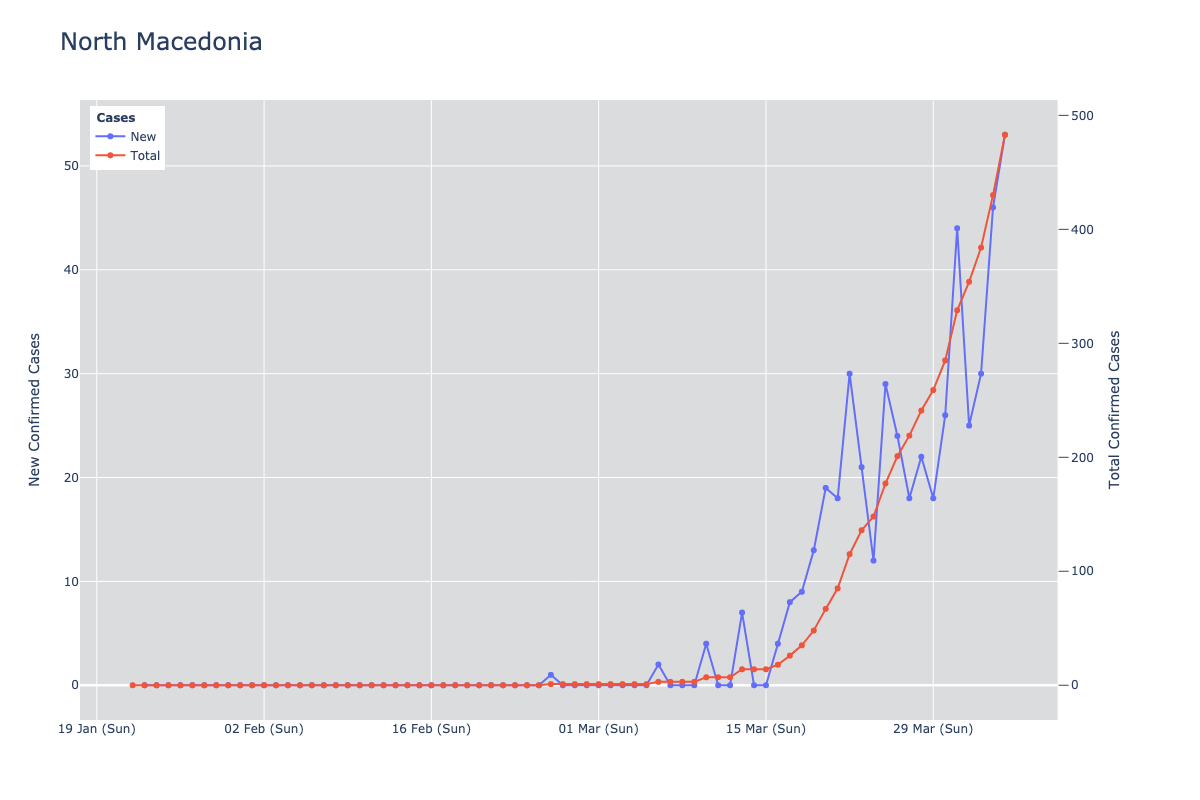 North Macedonia
Cases
New
Total
50
40
30
20
10
0
500
400
300
200
100
0
New Confirmed Cases
Total Confirmed Cases
19 Jan (Sun)
02 Feb (Sun)
16 Feb (Sun)
01 Mar (Sun)
15 Mar (Sun)
29 Mar (Sun)